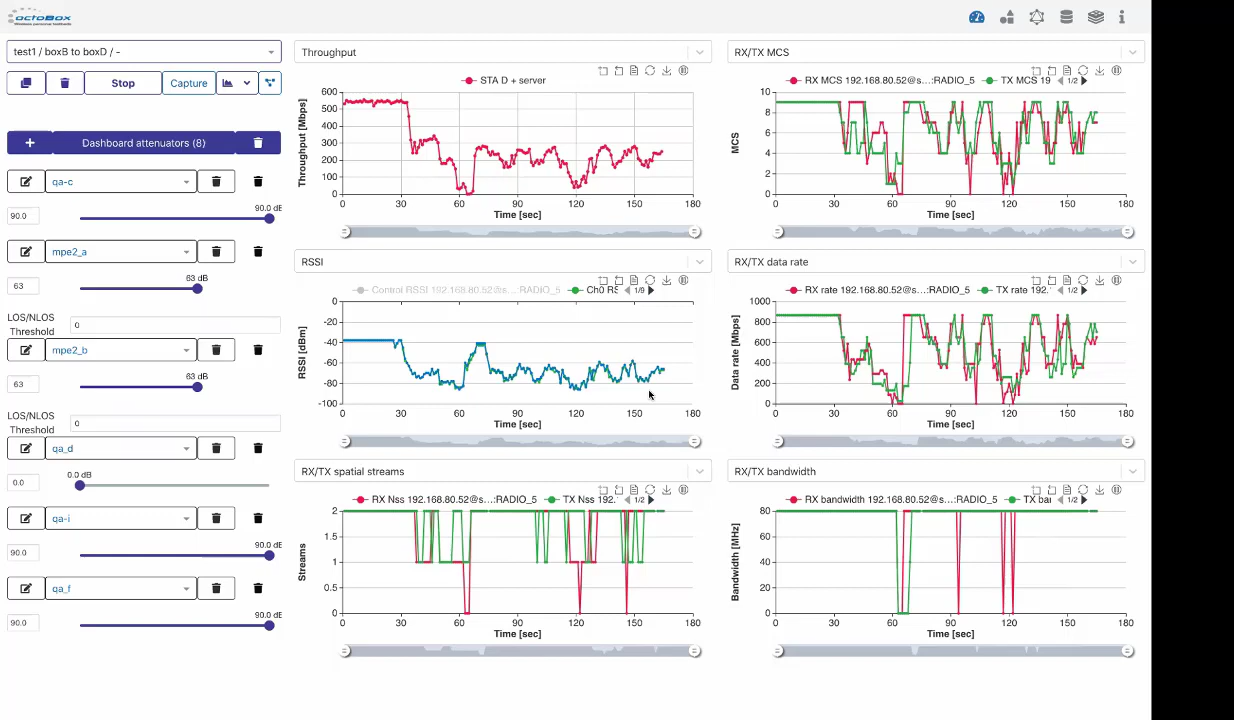 octoBox
Wireless personal testbeds
test1 / boxB to boxD / -
Stop
Capture
Dashboard attenuators (8)
qa-c
90.0 dB
90.0
mpe2_a
63 dB
63
LOS/NLOS
Threshold
0
mpe2_b
63 dB
63
LOS/NLOS
Threshold
0
qa_d
0.0 dB
0.0
qa-i
90.0 dB
90.0
qa_f
90.0 dB
90.0
Throughput
STA D + server
Throughput [Mbps]
600
500
400
300
200
100
0
0 30 60 90 120 150 180
Time [sec]
RX/TX MCS
RX MCS 192.168.80.52@s...:RADIO_5 TX MCS 19 1/2
MCS
10
8
6
4
2
0
0 30 60 90 120 150 180
Time [sec]
RSSI
Control RSSI 192.168.80.52@s...:RADIO_5 Ch0 RS 1/9
RSSI [dBm]
0
-20
-40
-60
-80
-100
0 30 60 90 120 150 180
Time [sec]
RX/TX data rate
RX rate 192.168.80.52@s...:RADIO_5 TX rate 192. 1/2
Data rate [Mbps]
1000
800
600
400
200
0
0 30 60 90 120 150 180
Time [sec]
RX/TX spatial streams
RX Nss 192.168.80.52@s...:RADIO_5 TX Nss 192. 1/2
Streams
2
1.5
1
0.5
0
0 30 60 90 120 150 180
Time [sec]
RX/TX bandwidth
RX bandwidth 192.168.80.52@s...:RADIO_5 TX bai 1/2
Bandwidth [MHz]
80
60
40
20
0
0 30 60 90 120 150 180
Time [sec]